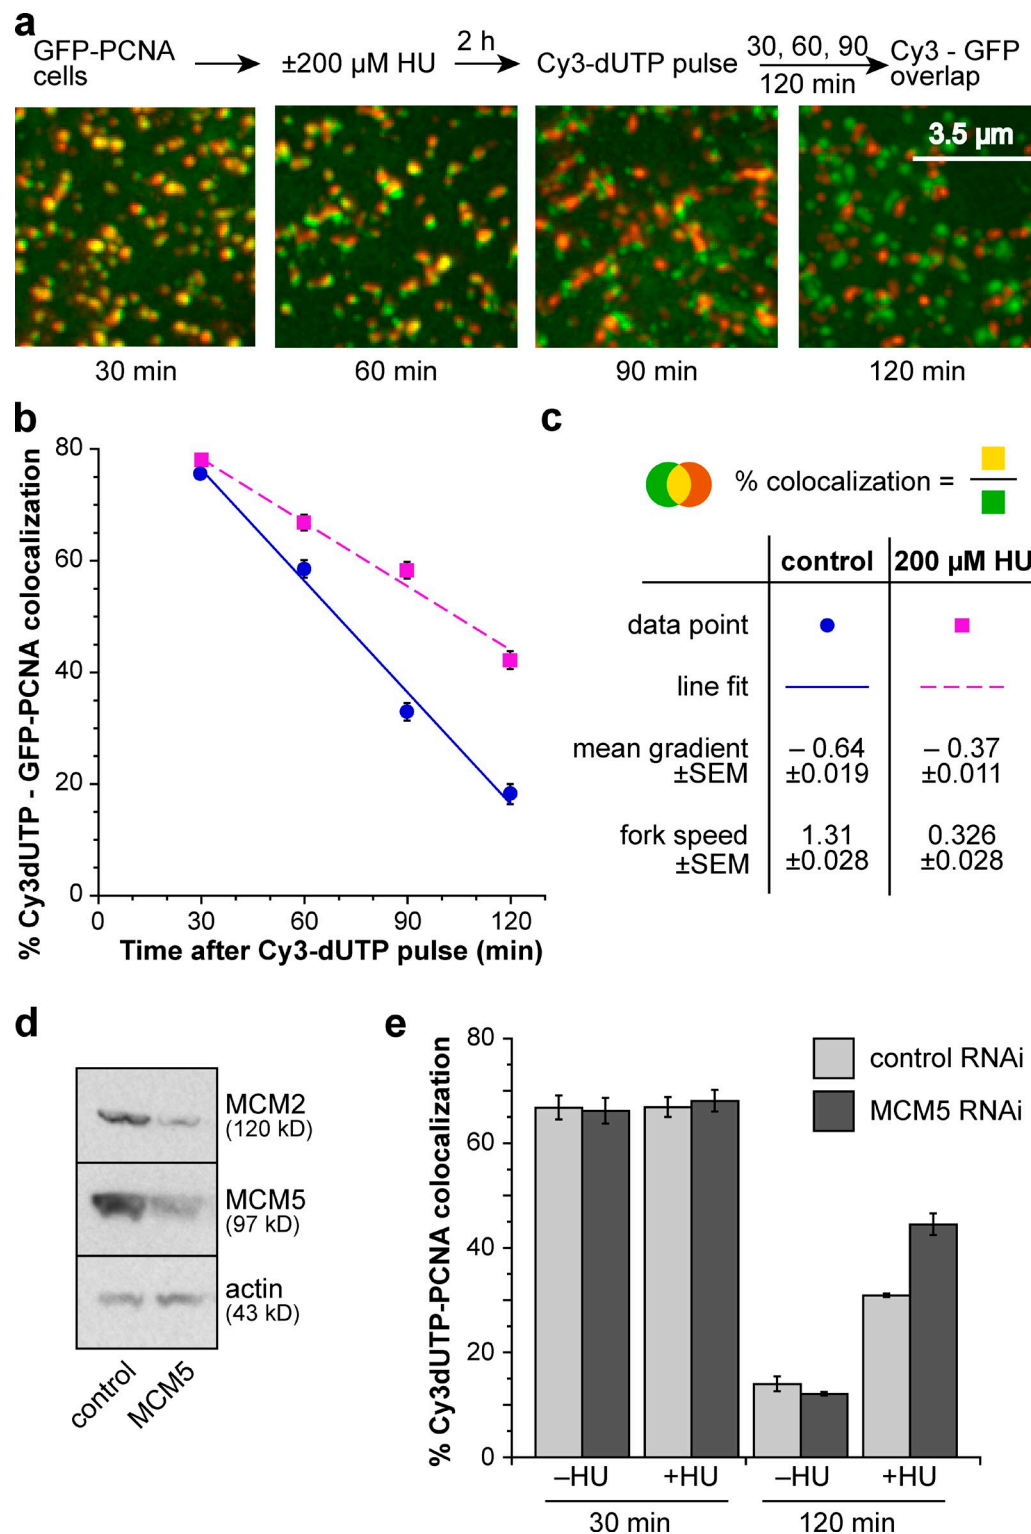 a
GFP-PCNA cells
±200 µM HU
2 h
Cy3-dUTP pulse
30, 60, 90
120 min
Cy3 - GFP overlap
3.5 µm
30 min
60 min
90 min
120 min
b
% Cy3dUTP - GFP-PCNA colocalization
80
60
40
20
0
0 30 60 90 120
Time after Cy3-dUTP pulse (min)
c
% colocalization =
control 200 µM HU
data point
line fit
mean gradient – 0.64 – 0.37
±SEM ±0.019 ±0.011
fork speed 1.31 0.326
±SEM ±0.028 ±0.028
d
MCM2
(120 kD)
MCM5
(97 kD)
actin
(43 kD)
control MCM5
e
% Cy3dUTP-PCNA colocalization
80
60
40
20
0
control RNAi
MCM5 RNAi
–HU +HU –HU +HU
30 min 120 min